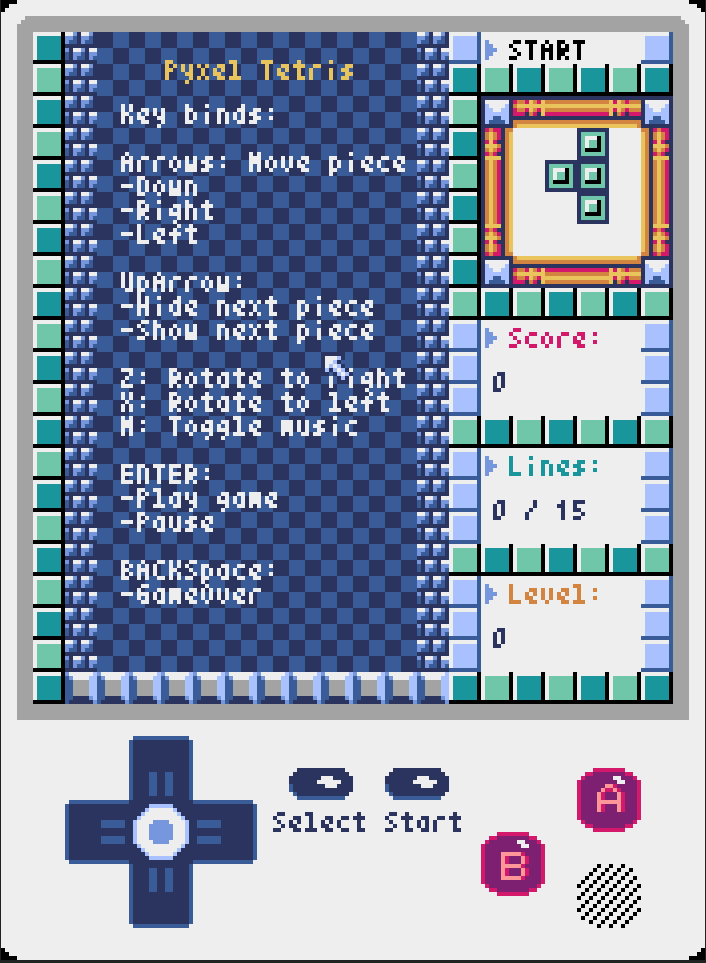 Pyxel Tetris
Key binds:
Arrows: Move piece
-Down
-Right
-Left
UpArrow:
-Hide next piece
-Show next piece
Z: Rotate to right
X: Rotate to left
M: Toggle music
ENTER:
-Play game
-Pause
BACKSpace:
-GameOver
START
Score:
0
Lines:
0 / 15
Level:
0
Select Start
A
B